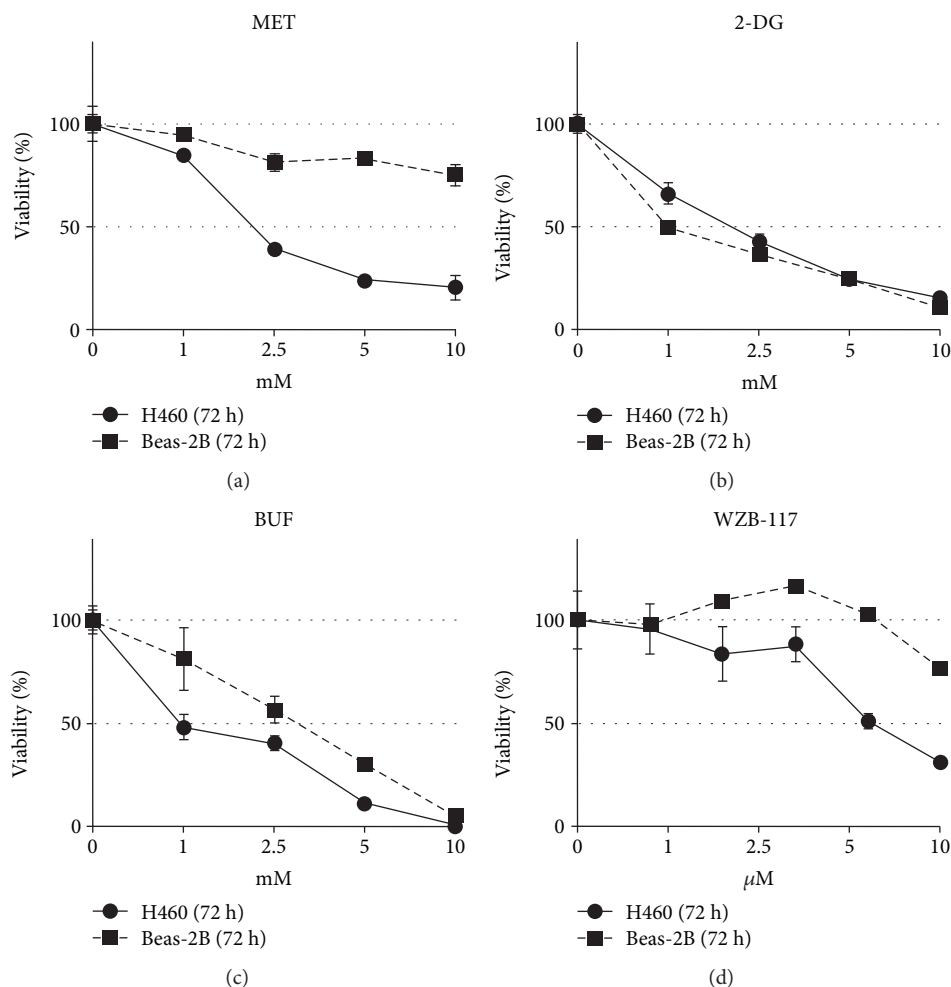 MET
Viability (%)
100
50
0
0 1 2.5 5 10
mM
H460 (72 h)
Beas-2B (72 h)
(a)
2-DG
Viability (%)
100
50
0
0 1 2.5 5 10
mM
H460 (72 h)
Beas-2B (72 h)
(b)
BUF
Viability (%)
100
50
0
0 1 2.5 5 10
mM
H460 (72 h)
Beas-2B (72 h)
(c)
WZB-117
Viability (%)
100
50
0
0 1 2.5 5 10
μM
H460 (72 h)
Beas-2B (72 h)
(d)